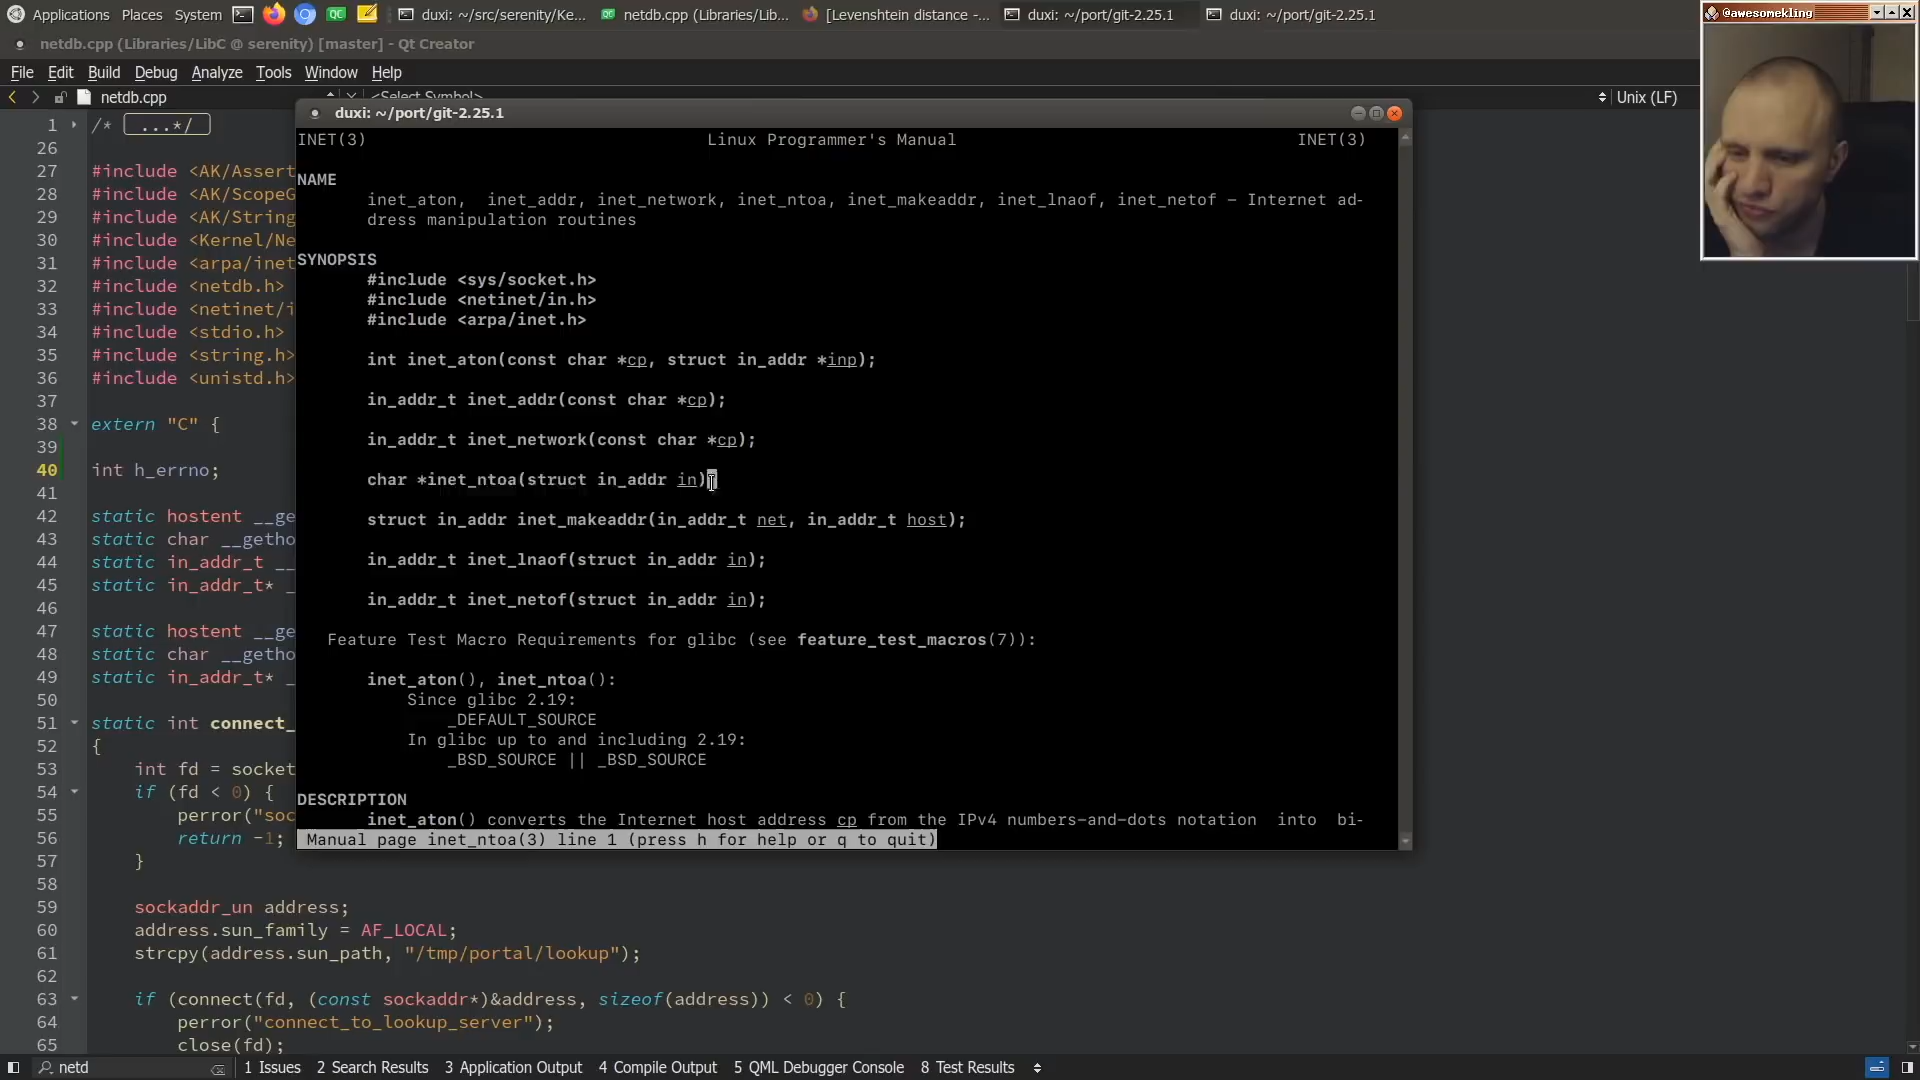 Applications Places System duxi: ~/src/serenity/Ke... netdb.cpp (Libraries/Lib... [Levenshtein distance -... duxi: ~/port/git-2.25.1 duxi: ~/port/git-2.25.1
@awesomekling
netdb.cpp (Libraries/LibC @ serenity) [master] - Qt Creator
File Edit Build Debug Analyze Tools Window Help
netdb.cpp <Select Symbol> Unix (LF)
duxi: ~/port/git-2.25.1
INET(3) Linux Programmer's Manual INET(3)
NAME
inet_aton, inet_addr, inet_network, inet_ntoa, inet_makeaddr, inet_lnaof, inet_netof - Internet ad-
dress manipulation routines
SYNOPSIS
#include <sys/socket.h>
#include <netinet/in.h>
#include <arpa/inet.h>
int inet_aton(const char *cp, struct in_addr *inp);
in_addr_t inet_addr(const char *cp);
in_addr_t inet_network(const char *cp);
char *inet_ntoa(struct in_addr in)
struct in_addr inet_makeaddr(in_addr_t net, in_addr_t host);
in_addr_t inet_lnaof(struct in_addr in);
in_addr_t inet_netof(struct in_addr in);
Feature Test Macro Requirements for glibc (see feature_test_macros(7)):
inet_aton(), inet_ntoa():
Since glibc 2.19:
_DEFAULT_SOURCE
In glibc up to and including 2.19:
_BSD_SOURCE || _BSD_SOURCE
DESCRIPTION
inet_aton() converts the Internet host address cp from the IPv4 numbers-and-dots notation into bi-
Manual page inet_ntoa(3) line 1 (press h for help or q to quit)
1 /* ...*/
26
27 #include <AK/Assert
28 #include <AK/ScopeG
29 #include <AK/String
30 #include <Kernel/Ne
31 #include <arpa/inet
32 #include <netdb.h>
33 #include <netinet/i
34 #include <stdio.h>
35 #include <string.h>
36 #include <unistd.h>
37
38 extern "C" {
39
40 int h_errno;
41
42 static hostent __ge
43 static char __getho
44 static in_addr_t __
45 static in_addr_t* _
46
47 static hostent __ge
48 static char __getho
49 static in_addr_t* _
50
51 static int connect_
52 {
53 int fd = socket
54 if (fd < 0) {
55 perror("soc
56 return -1;
57 }
58
59 sockaddr_un address;
60 address.sun_family = AF_LOCAL;
61 strcpy(address.sun_path, "/tmp/portal/lookup");
62
63 if (connect(fd, (const sockaddr*)&address, sizeof(address)) < 0) {
64 perror("connect_to_lookup_server");
65 close(fd);
netd 1 Issues 2 Search Results 3 Application Output 4 Compile Output 5 QML Debugger Console 8 Test Results